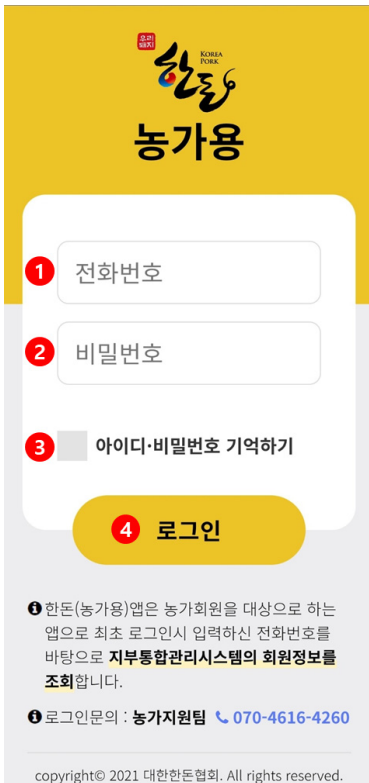 우리
돼지
한돈
KOREA
PORK
농가용
1 전화번호
2 비밀번호
3 아이디·비밀번호 기억하기
4 로그인
한돈(농가용)앱은 농가회원을 대상으로 하는
앱으로 최초 로그인시 입력하신 전화번호를
바탕으로 지부통합관리시스템의 회원정보를
조회합니다.
로그인문의 : 농가지원팀 070-4616-4260
copyright© 2021 대한한돈협회. All rights reserved.